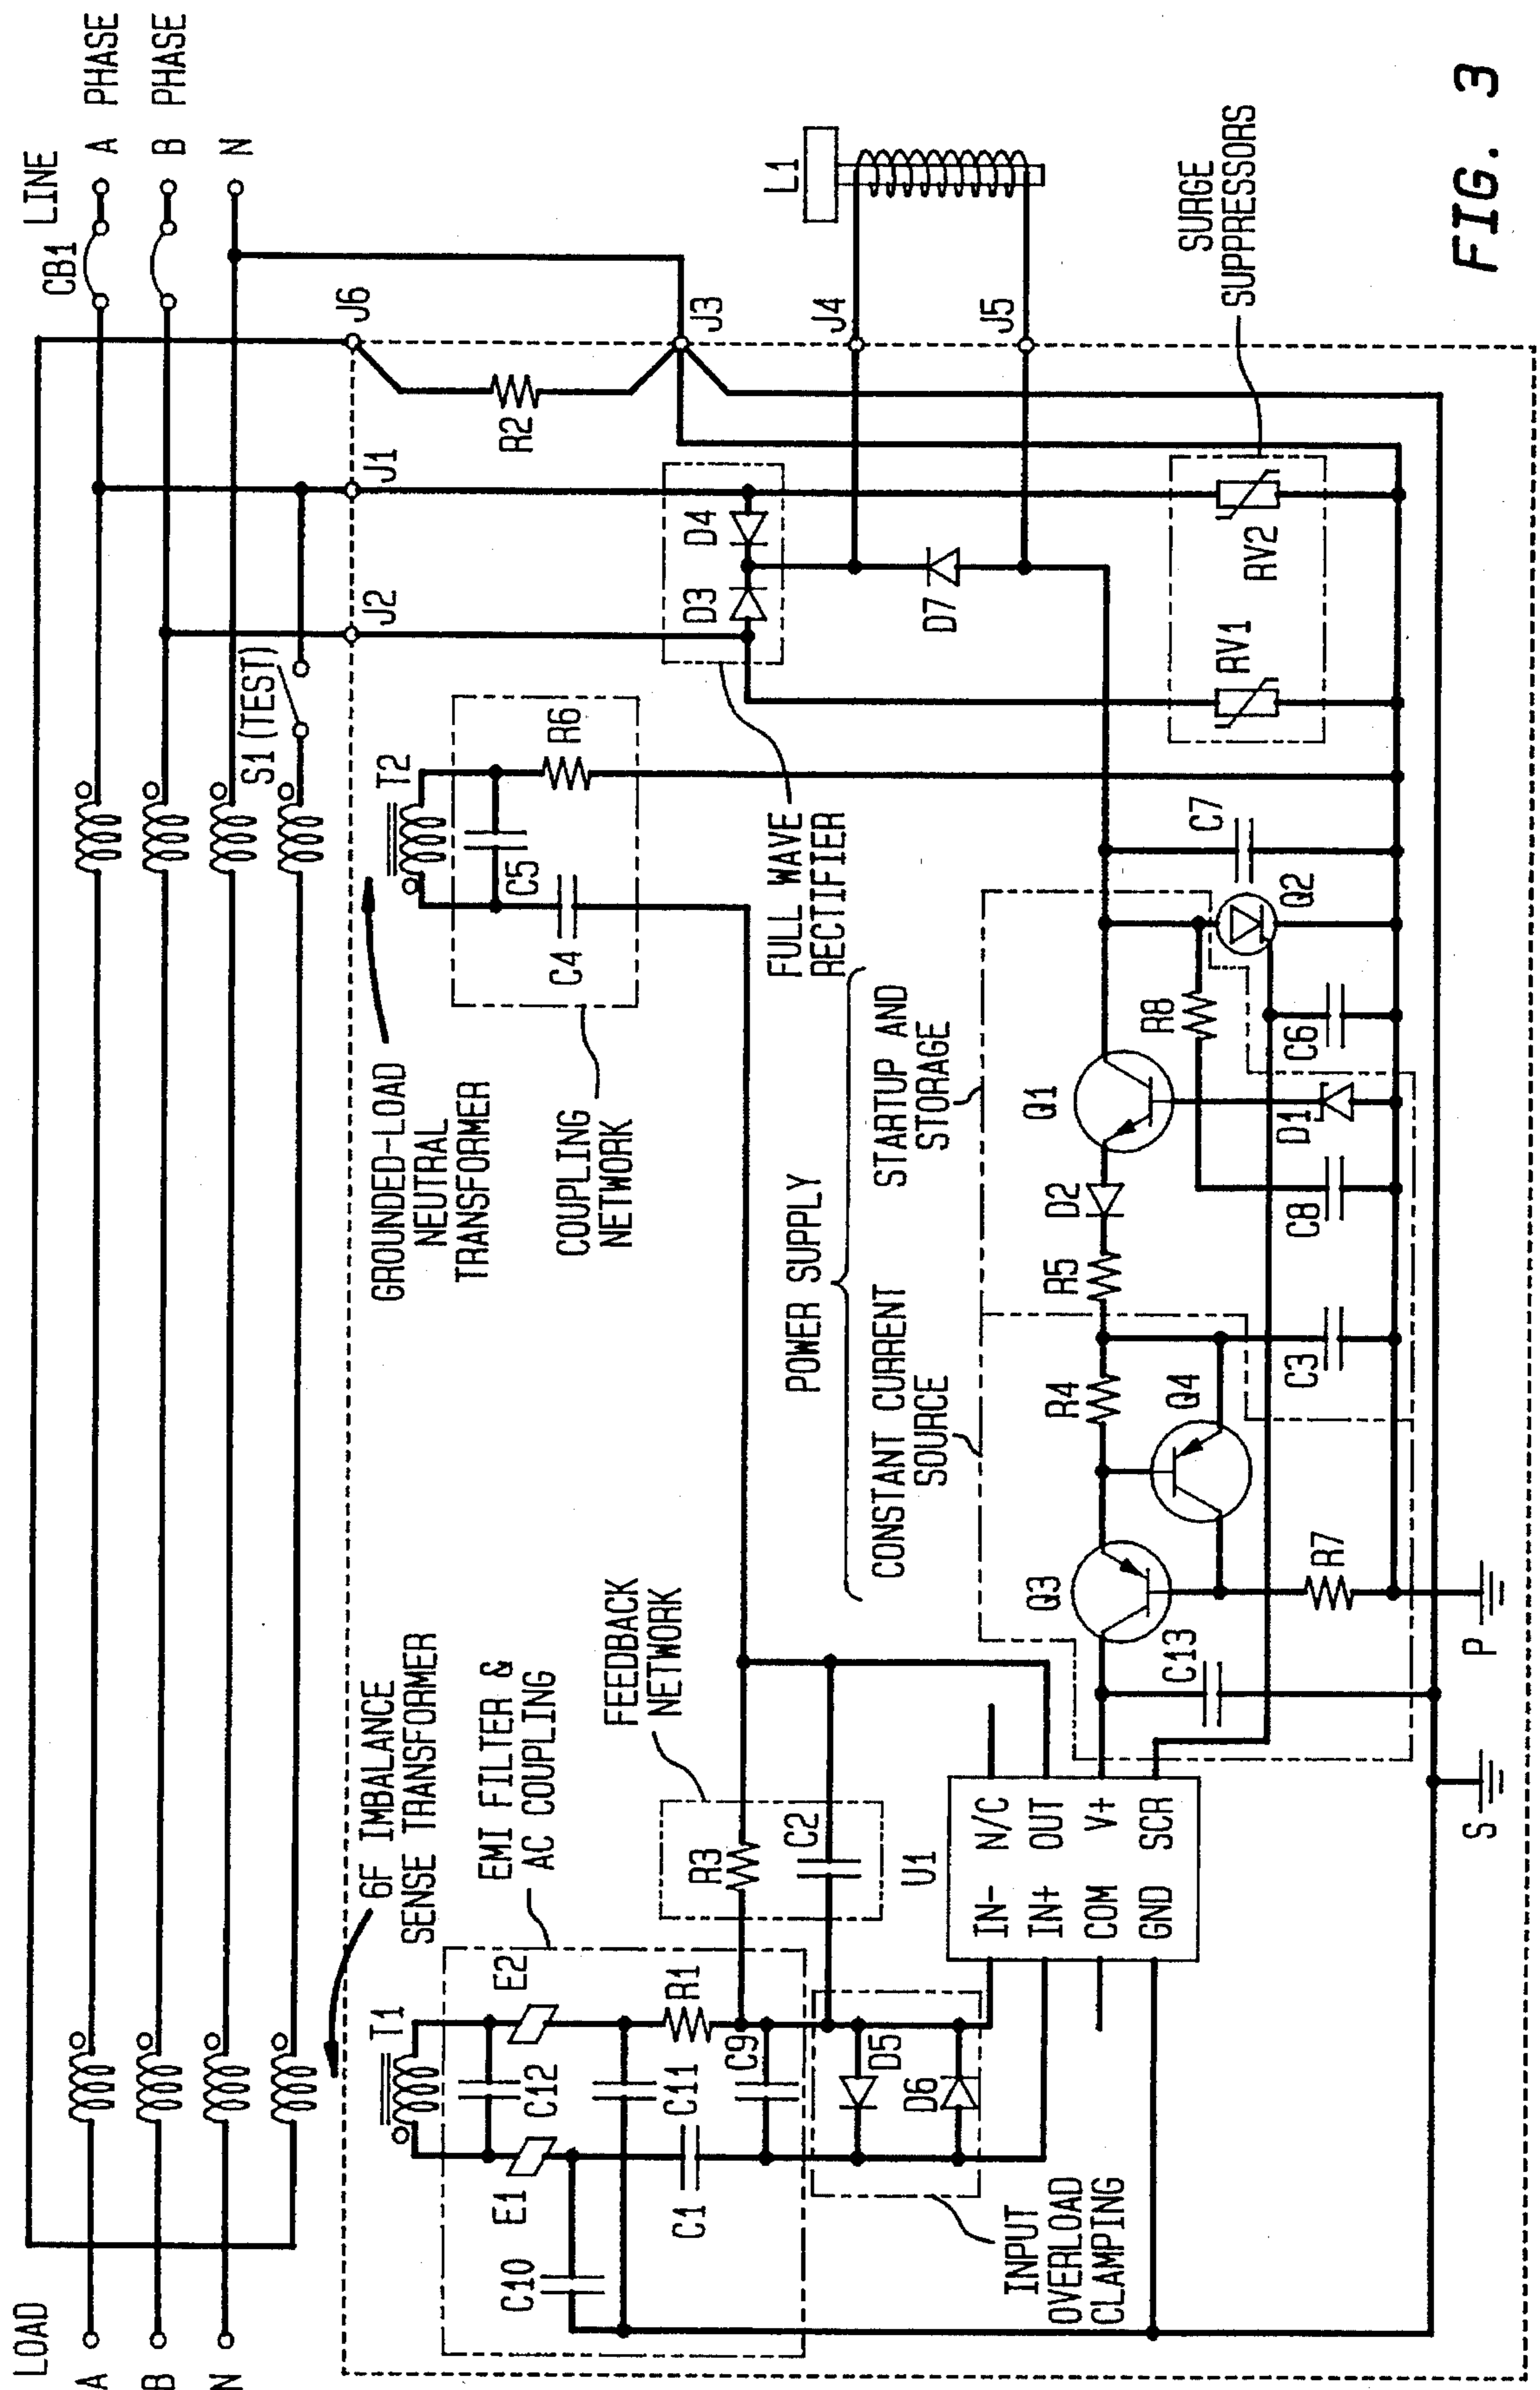 LOAD
LINE
A
B
N
CB1
A PHASE
B PHASE
N
S1 (TEST)
J6
J1
J2
J3
J4
J5
R2
L1
T1
T2
6F IMBALANCE
SENSE TRANSFORMER
GROUNDED-LOAD
NEUTRAL
TRANSFORMER
EMI FILTER &
AC COUPLING
E1
E2
C12
C10
C11
R1
C1
C9
FEEDBACK
NETWORK
R3
C2
COUPLING
NETWORK
C5
R6
C4
D3
D4
FULL WAVE
RECTIFIER
D7
D5
D6
INPUT
OVERLOAD
CLAMPING
U1
IN-
N/C
IN+
OUT
COM
V+
GND
SCR
POWER SUPPLY
CONSTANT CURRENT
SOURCE
STARTUP AND
STORAGE
Q3
R4
R5
D2
Q1
Q4
R8
C7
Q2
C13
R7
C3
C8
D1
C6
RV1
RV2
SURGE
SUPPRESSORS
S
P
FIG. 3